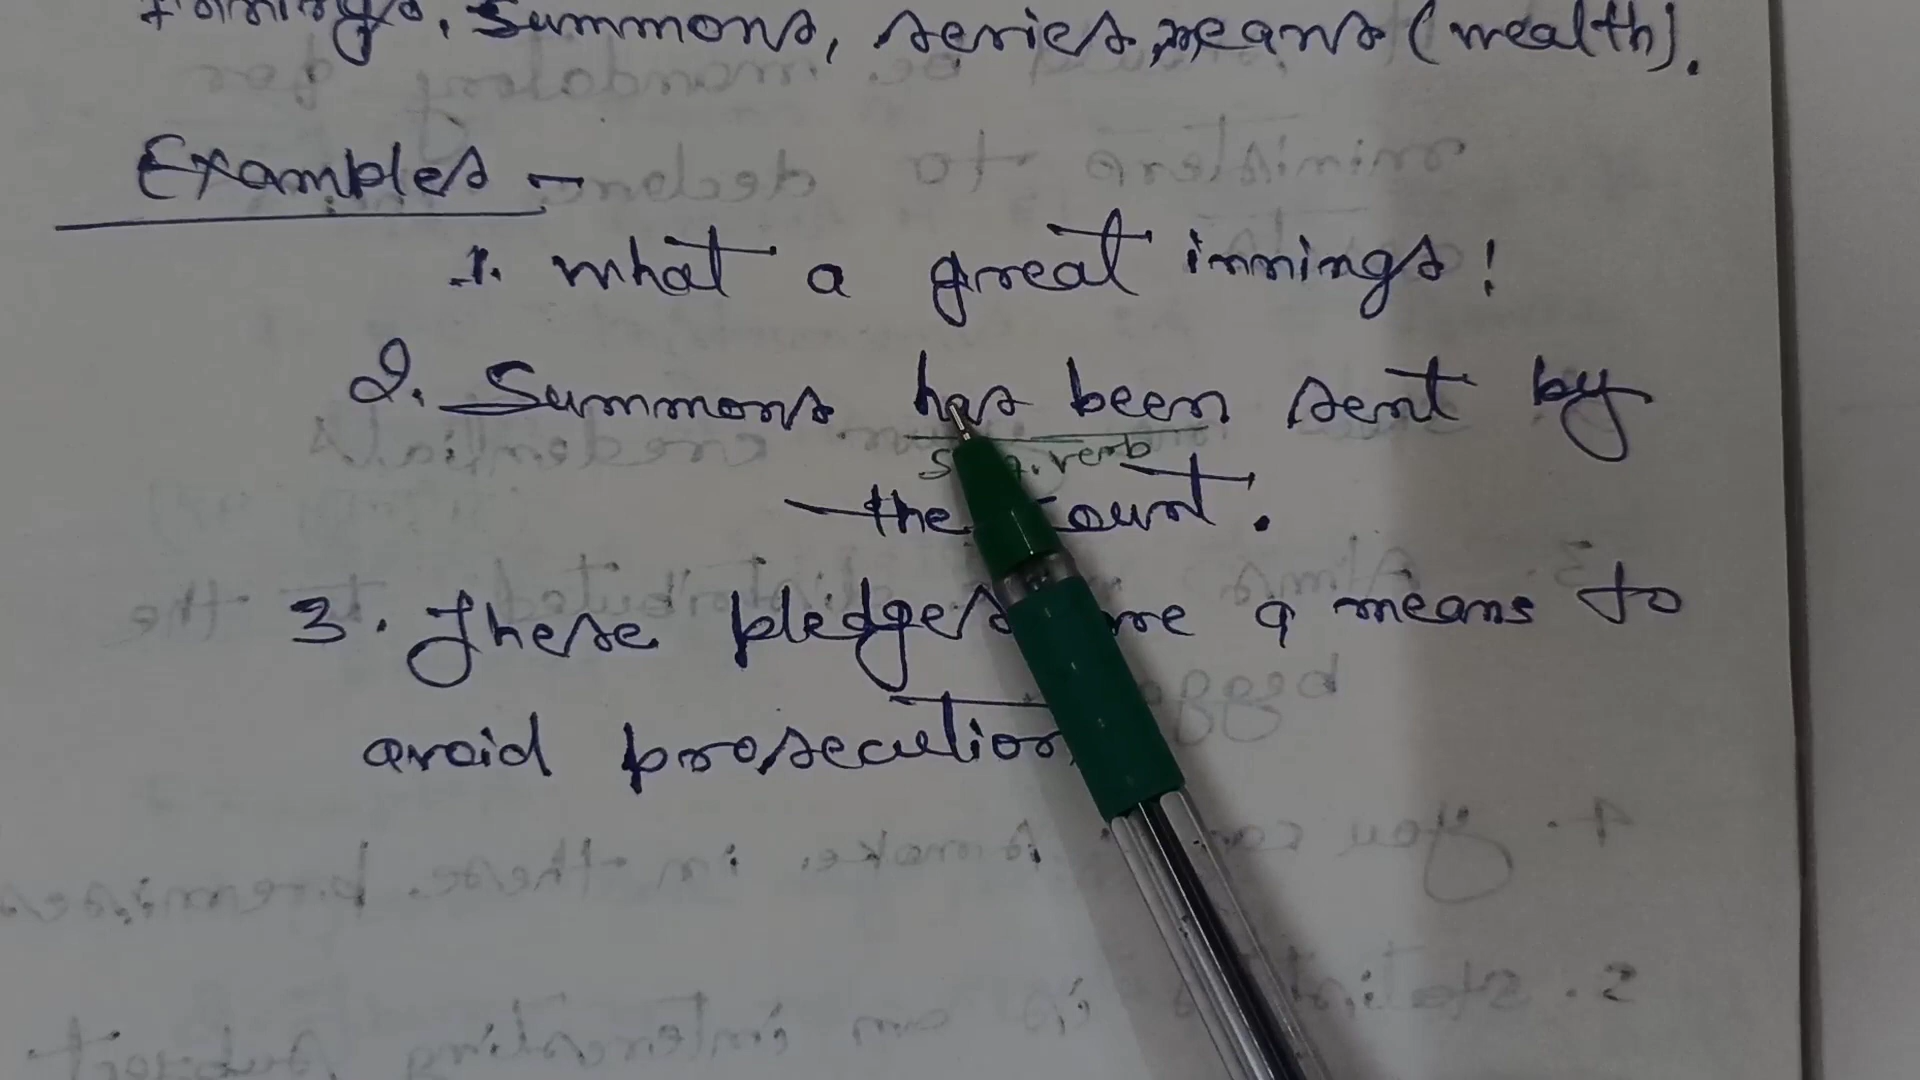 Summons, series, means (wealth).
Examples -
1. What a great innings!
2. Summons has been sent by
verb
the court.
3. These pledges are a means to
avoid prosecution